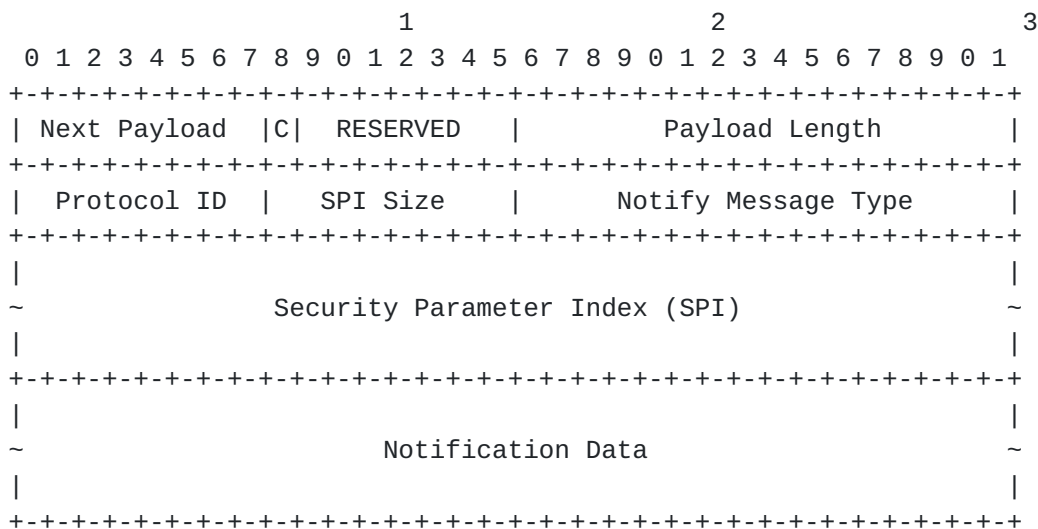 1                   2                   3
 0 1 2 3 4 5 6 7 8 9 0 1 2 3 4 5 6 7 8 9 0 1 2 3 4 5 6 7 8 9 0 1
+-+-+-+-+-+-+-+-+-+-+-+-+-+-+-+-+-+-+-+-+-+-+-+-+-+-+-+-+-+-+-+-+
| Next Payload  |C|  RESERVED   |         Payload Length        |
+-+-+-+-+-+-+-+-+-+-+-+-+-+-+-+-+-+-+-+-+-+-+-+-+-+-+-+-+-+-+-+-+
|  Protocol ID  |   SPI Size    |      Notify Message Type      |
+-+-+-+-+-+-+-+-+-+-+-+-+-+-+-+-+-+-+-+-+-+-+-+-+-+-+-+-+-+-+-+-+
|                                                               |
~                Security Parameter Index (SPI)                 ~
|                                                               |
+-+-+-+-+-+-+-+-+-+-+-+-+-+-+-+-+-+-+-+-+-+-+-+-+-+-+-+-+-+-+-+-+
|                                                               |
~                       Notification Data                       ~
|                                                               |
+-+-+-+-+-+-+-+-+-+-+-+-+-+-+-+-+-+-+-+-+-+-+-+-+-+-+-+-+-+-+-+-+